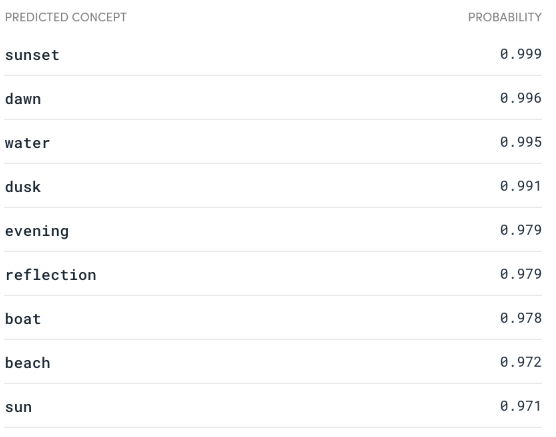 PREDICTED CONCEPT PROBABILITY
sunset 0.999
dawn 0.996
water 0.995
dusk 0.991
evening 0.979
reflection 0.979
boat 0.978
beach 0.972
sun 0.971